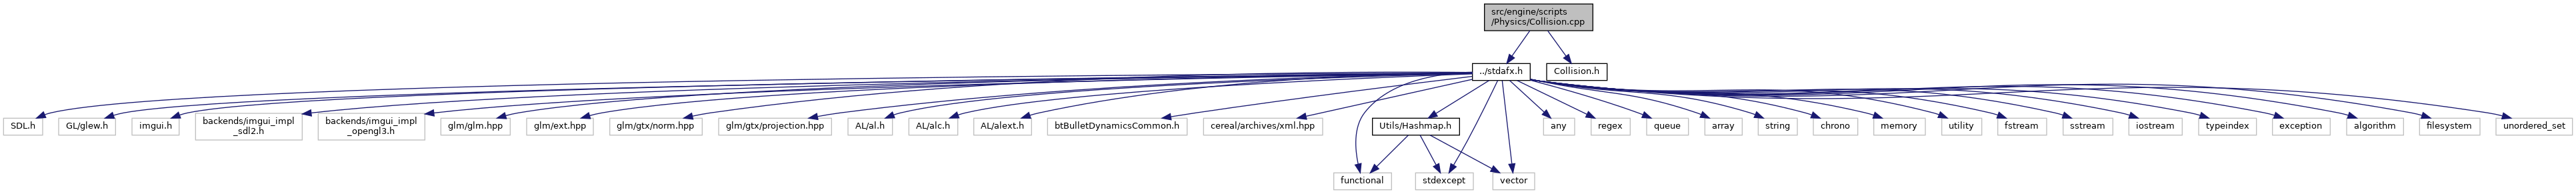 src/engine/scripts
/Physics/Collision.cpp
../stdafx.h
Collision.h
SDL.h
GL/glew.h
imgui.h
backends/imgui_impl
_sdl2.h
backends/imgui_impl
_opengl3.h
glm/glm.hpp
glm/ext.hpp
glm/gtx/norm.hpp
glm/gtx/projection.hpp
AL/al.h
AL/alc.h
AL/alext.h
btBulletDynamicsCommon.h
cereal/archives/xml.hpp
Utils/Hashmap.h
any
regex
queue
array
string
chrono
memory
utility
fstream
sstream
iostream
typeindex
exception
algorithm
filesystem
unordered_set
functional
stdexcept
vector